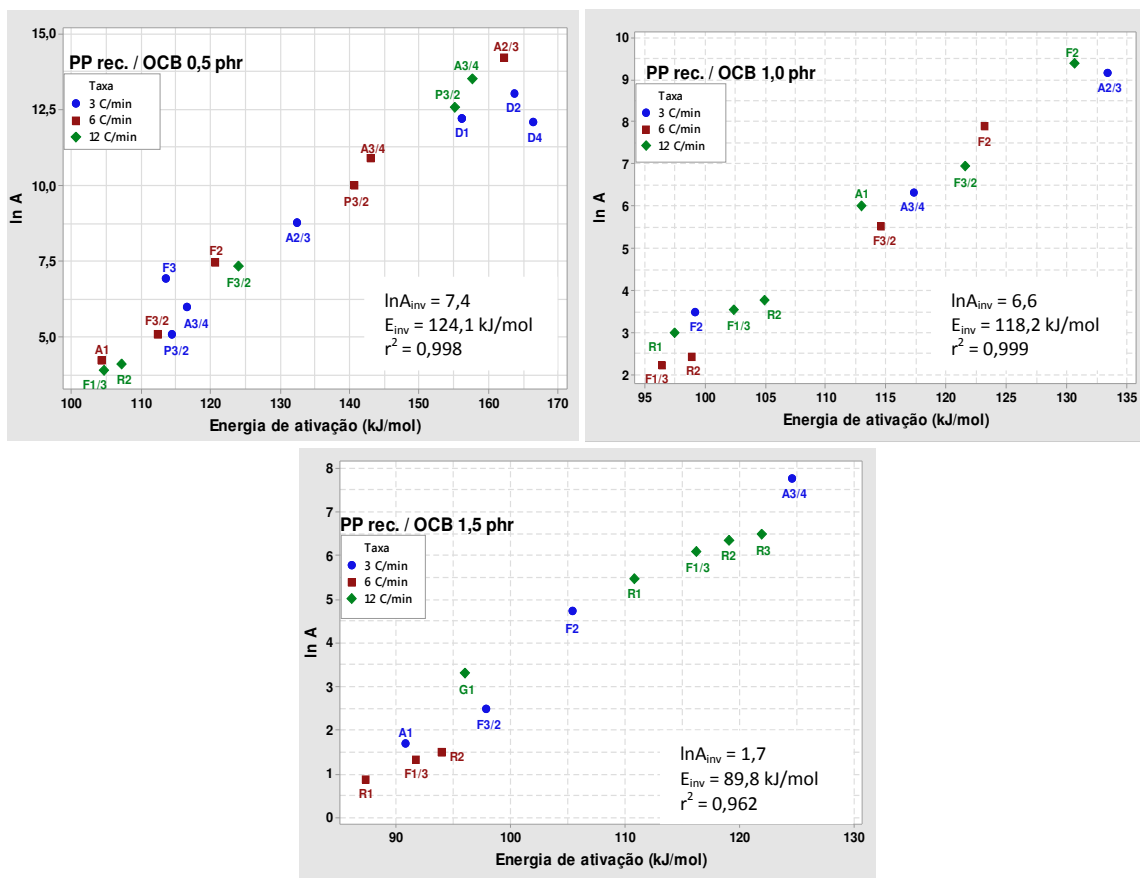 PP rec. / OCB 0,5 phr
Taxa
3 C/min
6 C/min
12 C/min
ln A
15,0
12,5
10,0
7,5
5,0
A2/3
A3/4
P3/2
D2
D1
D4
A3/4
P3/2
A2/3
F2
F3/2
F3
A3/4
F3/2
P3/2
A1
F1/3
R2
lnAinv = 7,4
Einv = 124,1 kJ/mol
r2 = 0,998
100 110 120 130 140 150 160 170
Energia de ativação (kJ/mol)
PP rec. / OCB 1,0 phr
Taxa
3 C/min
6 C/min
12 C/min
ln A
10
9
8
7
6
5
4
3
2
F2
A2/3
F2
F3/2
A1
A3/4
F3/2
F2
F1/3
R2
R1
F1/3
R2
lnAinv = 6,6
Einv = 118,2 kJ/mol
r2 = 0,999
95 100 105 110 115 120 125 130 135
Energia de ativação (kJ/mol)
PP rec. / OCB 1,5 phr
Taxa
3 C/min
6 C/min
12 C/min
ln A
8
7
6
5
4
3
2
1
0
A3/4
R3
R2
F1/3
R1
F2
G1
F3/2
A1
R2
F1/3
R1
lnAinv = 1,7
Einv = 89,8 kJ/mol
r2 = 0,962
90 100 110 120 130
Energia de ativação (kJ/mol)